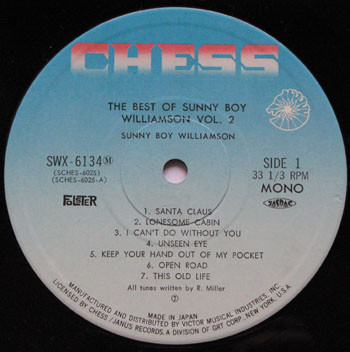 CHESS
THE BEST OF SUNNY BOY
WILLIAMSON VOL. 2
SUNNY BOY WILLIAMSON
SWX-6134 Ⓜ
(SCHES-6025)
(SCHES-6026-A)
SIDE 1
33 1/3 RPM
MONO
1. SANTA CLAUS
2. LONESOME CABIN
3. I CAN'T DO WITHOUT YOU
4. UNSEEN EYE
5. KEEP YOUR HAND OUT OF MY POCKET
6. OPEN ROAD
7. THIS OLD LIFE
All tunes written by R. Miller
MADE IN JAPAN
MANUFACTURED AND DISTRIBUTED BY VICTOR MUSICAL INDUSTRIES, INC.
LICENSED BY CHESS/JANUS RECORDS, A DIVISION OF GRT CORP. NEW YORK, U.S.A.